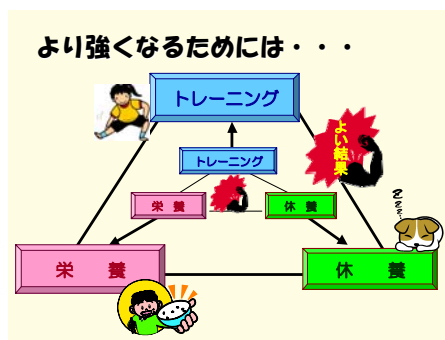 より強くなるためには・・・
トレーニング
よい結果
トレーニング
栄　養
休　養
zzz...
栄　養
休　養